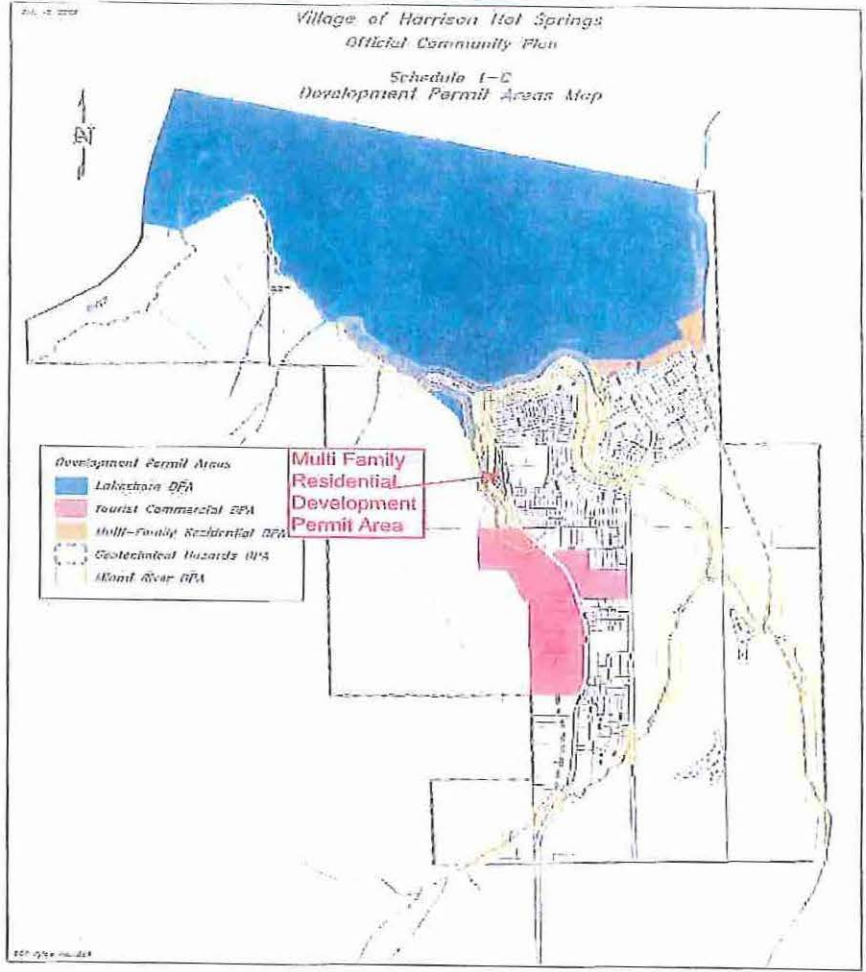 Village of Harrison Hot Springs
Official Community Plan
Schedule 1-C
Development Permit Areas Map
N
Development Permit Areas
Lakeshore DPA
Tourist Commercial DPA
Multi-Family Residential DPA
Geotechnical Hazards DPA
Miami River DPA
Multi Family
Residential
Development
Permit Area